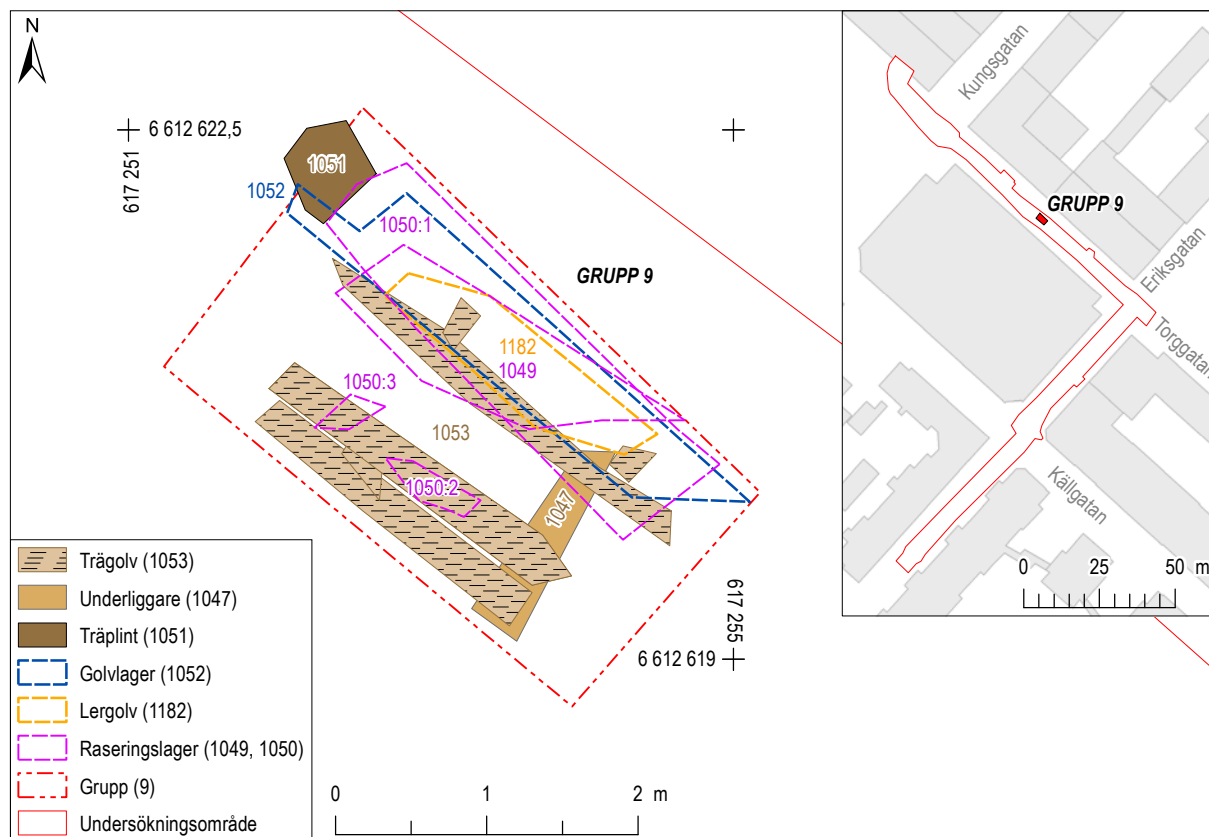 N
6 612 622,5
617 251
1051
1052
1050:1
GRUPP 9
1182
1049
1050:3
1053
1050:2
1047
617 255
6 612 619
Trägolv (1053)
Underliggare (1047)
Träplint (1051)
Golvlager (1052)
Lergolv (1182)
Raseringslager (1049, 1050)
Grupp (9)
Undersökningsområde
0 1 2 m
Kungsgatan
GRUPP 9
Eriksgatan
Torggatan
Källgatan
0 25 50 m